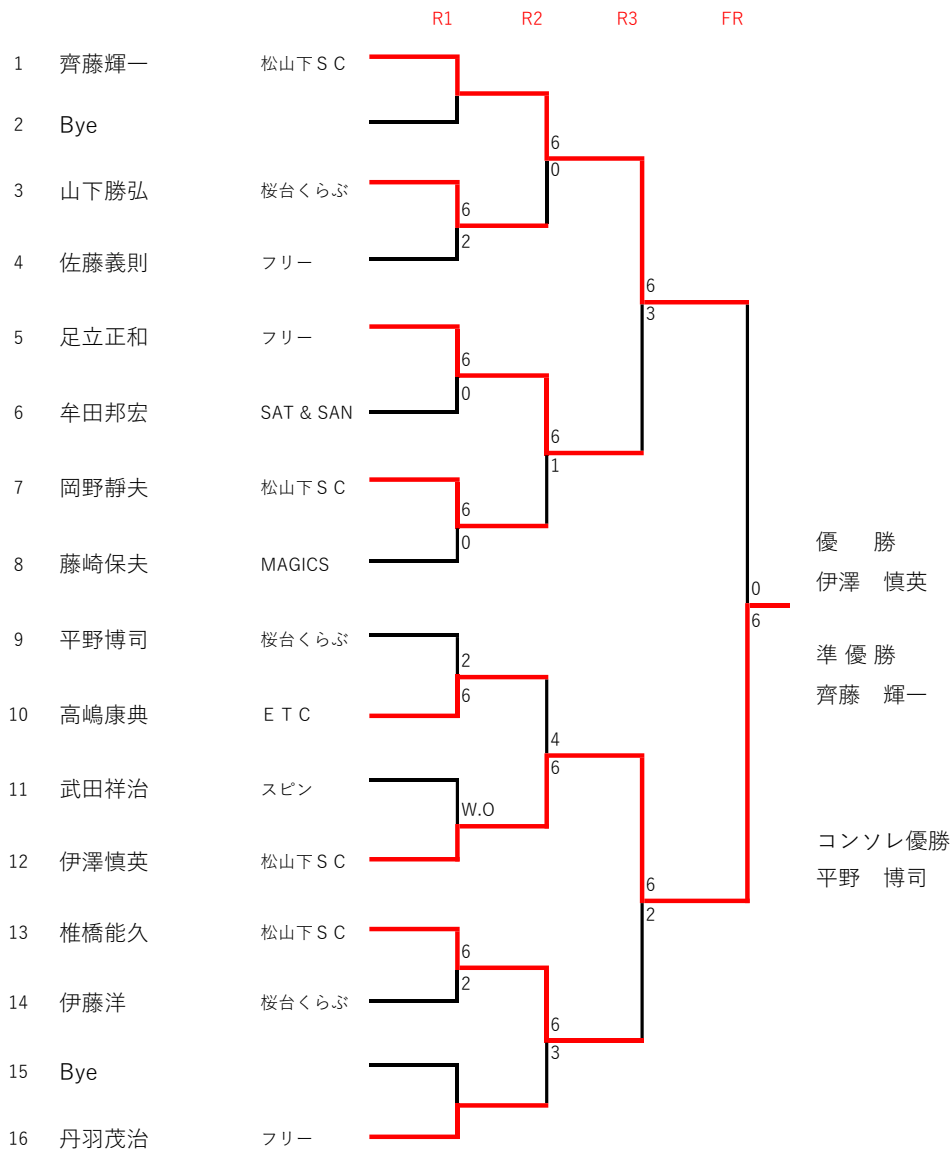 R1 R2 R3 FR
1 齊藤輝一 松山下ＳＣ
2 Bye
6
0
3 山下勝弘 桜台くらぶ
6
2
4 佐藤義則 フリー
6
3
5 足立正和 フリー
6
0
6 牟田邦宏 SAT & SAN
6
1
7 岡野靜夫 松山下ＳＣ
6
0
8 藤崎保夫 MAGICS
優　勝
伊澤　慎英
0
6
9 平野博司 桜台くらぶ
2
6
準 優 勝
齊藤　輝一
10 高嶋康典 ＥＴＣ
4
6
11 武田祥治 スピン
W.O
コンソレ優勝
平野　博司
12 伊澤慎英 松山下ＳＣ
6
2
13 椎橋能久 松山下ＳＣ
6
2
14 伊藤洋 桜台くらぶ
6
3
15 Bye
16 丹羽茂治 フリー